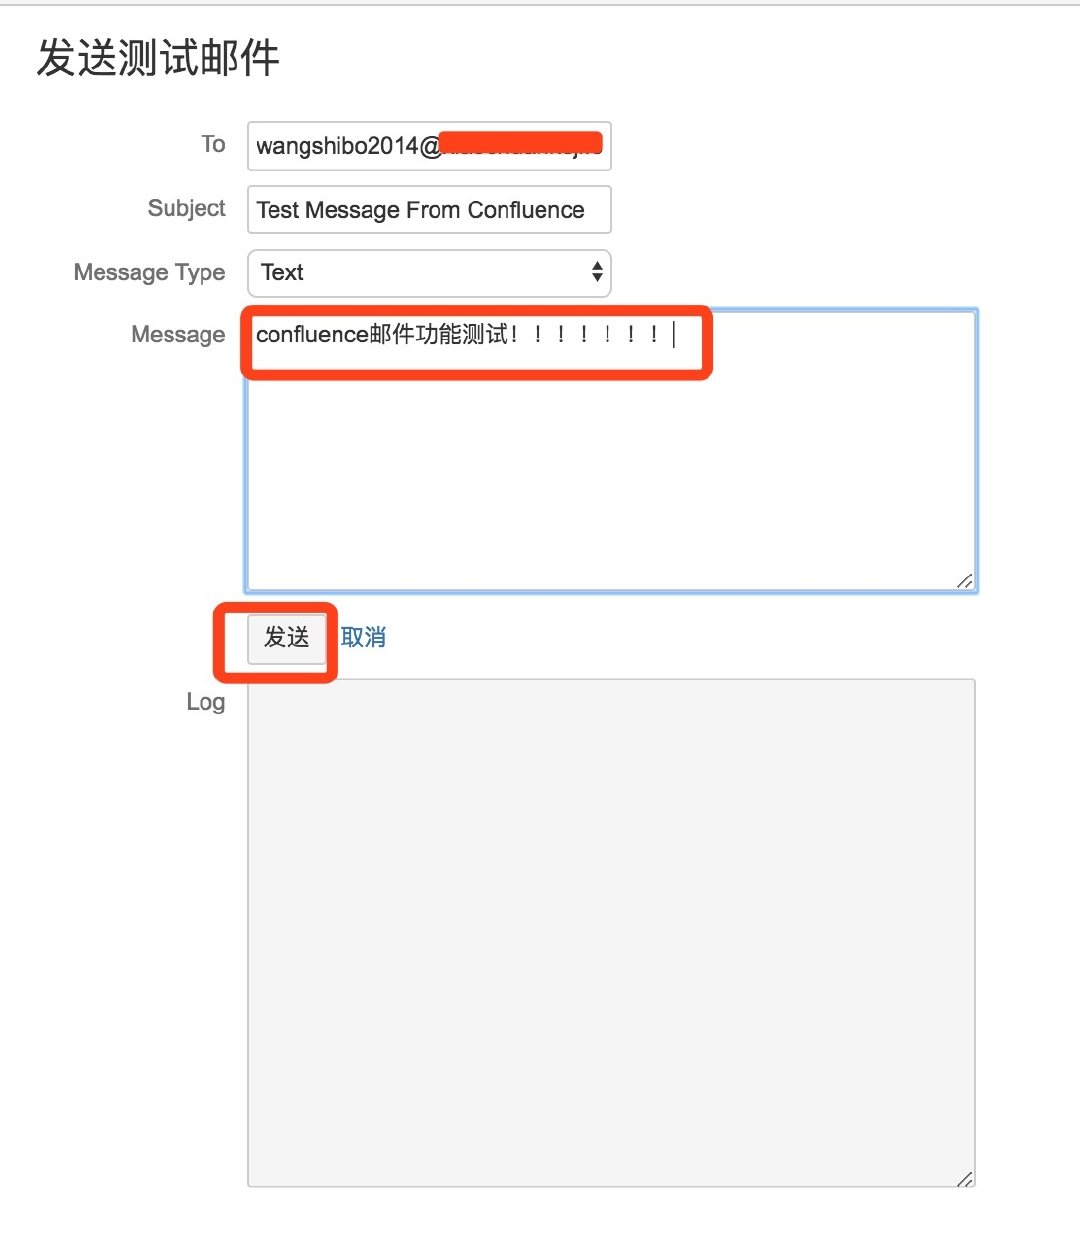 发送测试邮件
To
wangshibo2014@
Subject
Test Message From Confluence
Message Type
Text
Message
confluence邮件功能测试！！！！！！！
发送 取消
Log